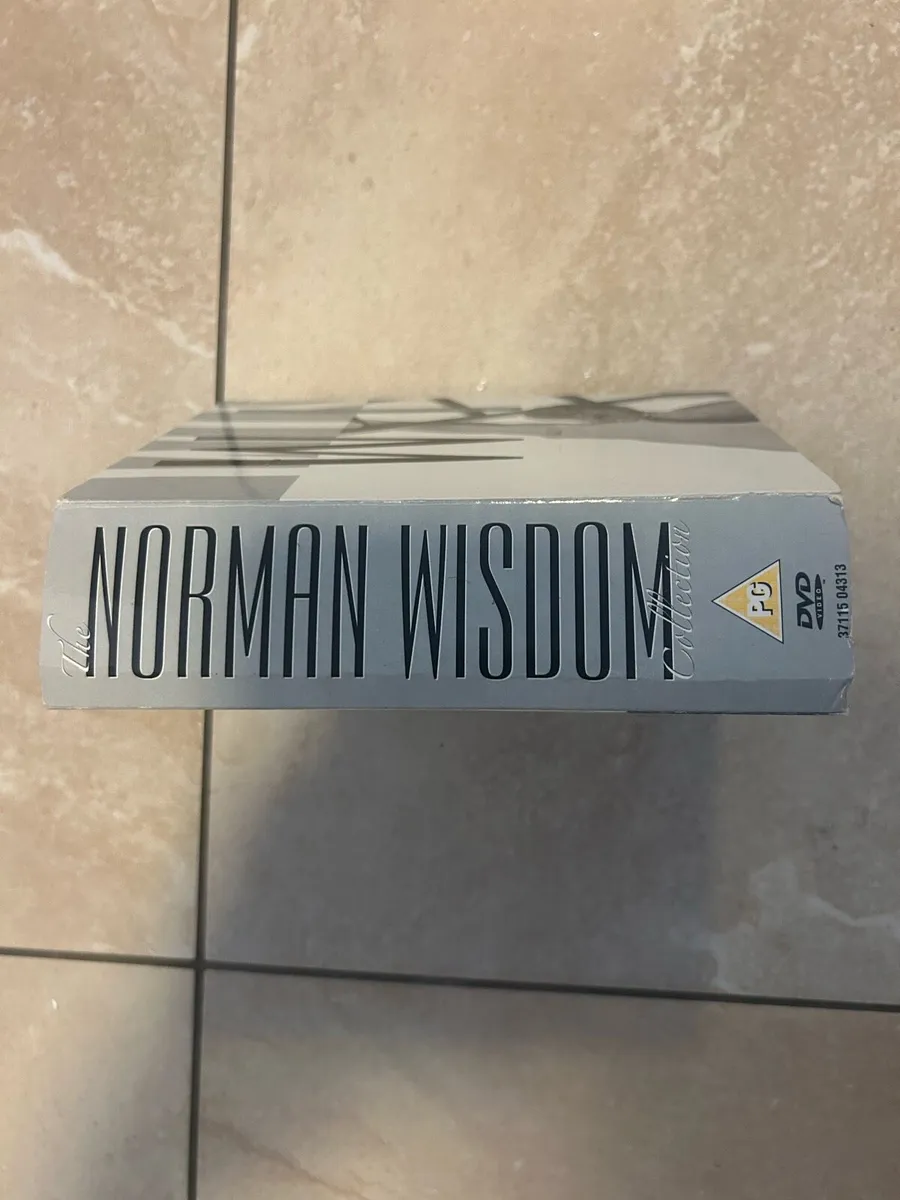 The
NORMAN WISDOM
Collection
PG
DVD
VIDEO
37115 04313